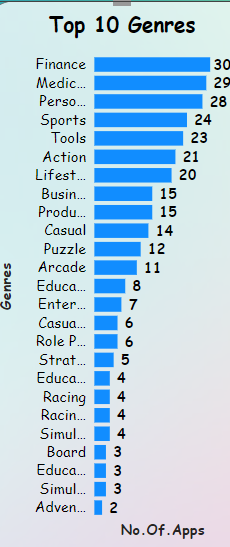 Top 10 Genres
Finance 30
Medic... 29
Perso... 28
Sports 24
Tools 23
Action 21
Lifest... 20
Busin... 15
Produ... 15
Casual 14
Puzzle 12
Arcade 11
Educa... 8
Enter... 7
Casua... 6
Role P... 6
Strat... 5
Educa... 4
Racing 4
Racin... 4
Simul... 4
Board 3
Educa... 3
Simul... 3
Adven... 2
Genres
No.Of.Apps